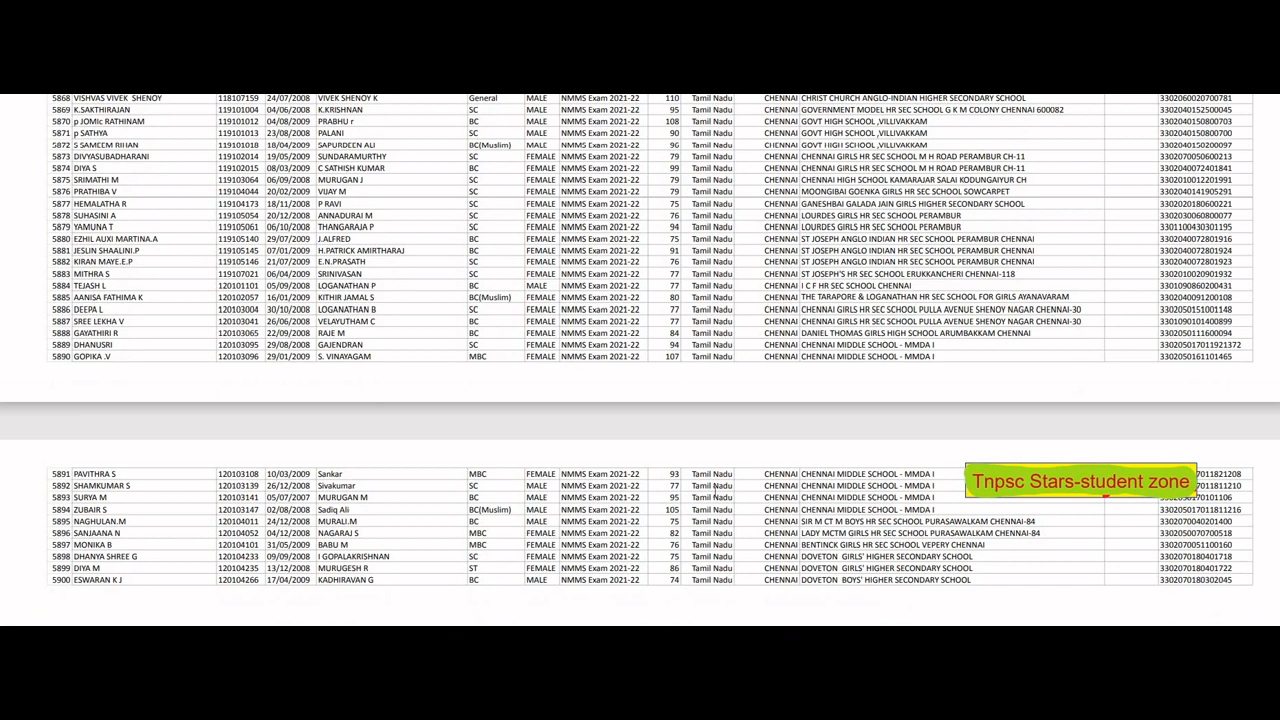 5868 VISHVAS VIVEK SHENOY 118107159 24/07/2008 VIVEK SHENOY K General MALE NMMS Exam 2021-22 110 Tamil Nadu CHENNAI CHRIST CHURCH ANGLO-INDIAN HIGHER SECONDARY SCHOOL 3302060020700781
5869 K.SAKTHIRAJAN 119101004 04/06/2008 K.KRISHNAN SC MALE NMMS Exam 2021-22 95 Tamil Nadu CHENNAI GOVERNMENT MODEL HR SEC SCHOOL G K M COLONY CHENNAI 600082 3302040152500045
5870 p JOMIc RATHINAM 119101012 04/08/2009 PRABHU r BC MALE NMMS Exam 2021-22 108 Tamil Nadu CHENNAI GOVT HIGH SCHOOL ,VILLIVAKKAM 3302040150800703
5871 p SATHYA 119101013 23/08/2008 PALANI SC MALE NMMS Exam 2021-22 90 Tamil Nadu CHENNAI GOVT HIGH SCHOOL ,VILLIVAKKAM 3302040150800700
5872 S SAMEEM RIHAN 119101018 18/04/2009 SAPURDEEN ALI BC(Muslim) MALE NMMS Exam 2021-22 96 Tamil Nadu CHENNAI GOVT HIGH SCHOOL ,VILLIVAKKAM 3302040150200097
5873 DIVYASUBADHARANI 119102014 19/05/2009 SUNDARAMURTHY SC FEMALE NMMS Exam 2021-22 79 Tamil Nadu CHENNAI CHENNAI GIRLS HR SEC SCHOOL M H ROAD PERAMBUR CH-11 3302070050600213
5874 DIYA S 119102015 08/03/2009 C SATHISH KUMAR BC FEMALE NMMS Exam 2021-22 99 Tamil Nadu CHENNAI CHENNAI GIRLS HR SEC SCHOOL M H ROAD PERAMBUR CH-11 3302040072401841
5875 SRIMATHI M 119103064 06/09/2008 MURUGAN J SC FEMALE NMMS Exam 2021-22 79 Tamil Nadu CHENNAI CHENNAI HIGH SCHOOL KAMARAJAR SALAI KODUNGAIYUR CH 3302010012201991
5876 PRATHIBA V 119104044 20/02/2009 VIJAY M SC FEMALE NMMS Exam 2021-22 79 Tamil Nadu CHENNAI MOONGIBAI GOENKA GIRLS HR SEC SCHOOL SOWCARPET 3302040141905291
5877 HEMALATHA R 119104173 18/11/2008 P RAVI SC FEMALE NMMS Exam 2021-22 75 Tamil Nadu CHENNAI GANESHBAI GALADA JAIN GIRLS HIGHER SECONDARY SCHOOL 3302020180600221
5878 SUHASINI A 119105054 20/12/2008 ANNADURAI M SC FEMALE NMMS Exam 2021-22 76 Tamil Nadu CHENNAI LOURDES GIRLS HR SEC SCHOOL PERAMBUR 3302030060800077
5879 YAMUNA T 119105061 06/10/2008 THANGARAJA P SC FEMALE NMMS Exam 2021-22 94 Tamil Nadu CHENNAI LOURDES GIRLS HR SEC SCHOOL PERAMBUR 3301100430301195
5880 EZHIL AUXI MARTINA.A 119105140 29/07/2009 J.ALFRED BC FEMALE NMMS Exam 2021-22 75 Tamil Nadu CHENNAI ST JOSEPH ANGLO INDIAN HR SEC SCHOOL PERAMBUR CHENNAI 3302040072801916
5881 JESLIN SHAALINI.P 119105145 07/01/2009 H.PATRICK AMIRTHARAJ BC FEMALE NMMS Exam 2021-22 91 Tamil Nadu CHENNAI ST JOSEPH ANGLO INDIAN HR SEC SCHOOL PERAMBUR CHENNAI 3302040072801924
5882 KIRAN MAYE.E.P 119105146 21/07/2009 E.N.PRASATH SC FEMALE NMMS Exam 2021-22 76 Tamil Nadu CHENNAI ST JOSEPH ANGLO INDIAN HR SEC SCHOOL PERAMBUR CHENNAI 3302040072801923
5883 MITHRA S 119107021 06/04/2009 SRINIVASAN SC FEMALE NMMS Exam 2021-22 77 Tamil Nadu CHENNAI ST JOSEPH'S HR SEC SCHOOL ERUKKANCHERI CHENNAI-118 3302010020901932
5884 TEJASH L 120101101 05/09/2008 LOGANATHAN P BC MALE NMMS Exam 2021-22 77 Tamil Nadu CHENNAI I C F HR SEC SCHOOL CHENNAI 3301090860200431
5885 AANISA FATHIMA K 120102057 16/01/2009 KITHIR JAMAL S BC(Muslim) FEMALE NMMS Exam 2021-22 80 Tamil Nadu CHENNAI THE TARAPORE & LOGANATHAN HR SEC SCHOOL FOR GIRLS AYANAVARAM 3302040091200108
5886 DEEPA L 120103004 30/10/2008 LOGANATHAN B SC FEMALE NMMS Exam 2021-22 77 Tamil Nadu CHENNAI CHENNAI GIRLS HR SEC SCHOOL PULLA AVENUE SHENOY NAGAR CHENNAI-30 3302050151001148
5887 SREE LEKHA V 120103041 26/06/2008 VELAYUTHAM C BC FEMALE NMMS Exam 2021-22 77 Tamil Nadu CHENNAI CHENNAI GIRLS HR SEC SCHOOL PULLA AVENUE SHENOY NAGAR CHENNAI-30 3301090101400899
5888 GAYATHIRI R 120103065 22/09/2008 RAJE M BC FEMALE NMMS Exam 2021-22 84 Tamil Nadu CHENNAI DANIEL THOMAS GIRLS HIGH SCHOOL ARUMBAKKAM CHENNAI 3302050111600094
5889 DHANUSRI 120103095 29/08/2008 GAJENDRAN SC FEMALE NMMS Exam 2021-22 94 Tamil Nadu CHENNAI CHENNAI MIDDLE SCHOOL - MMDA I 33020501701192​1372
5890 GOPIKA .V 120103096 29/01/2009 S. VINAYAGAM MBC FEMALE NMMS Exam 2021-22 107 Tamil Nadu CHENNAI CHENNAI MIDDLE SCHOOL - MMDA I 3302050161101465
5891 PAVITHRA S 120103108 10/03/2009 Sankar MBC FEMALE NMMS Exam 2021-22 93 Tamil Nadu CHENNAI CHENNAI MIDDLE SCHOOL - MMDA I 7011821208
Tnpsc Stars-student zone
5892 SHAMKUMAR S 120103139 26/12/2008 Sivakumar SC MALE NMMS Exam 2021-22 77 Tamil Nadu CHENNAI CHENNAI MIDDLE SCHOOL - MMDA I 7011811210
5893 SURYA M 120103141 05/07/2007 MURUGAN M BC MALE NMMS Exam 2021-22 95 Tamil Nadu CHENNAI CHENNAI MIDDLE SCHOOL - MMDA I 3302050170101106
5894 ZUBAIR S 120103147 02/08/2008 Sadiq Ali BC(Muslim) MALE NMMS Exam 2021-22 105 Tamil Nadu CHENNAI CHENNAI MIDDLE SCHOOL - MMDA I 330205017011811216
5895 NAGHULAN.M 120104011 24/12/2008 MURALI.M BC MALE NMMS Exam 2021-22 75 Tamil Nadu CHENNAI SIR M CT M BOYS HR SEC SCHOOL PURASAWALKAM CHENNAI-84 3302070040201400
5896 SANJAANA N 120104052 04/12/2008 NAGARAJ S MBC FEMALE NMMS Exam 2021-22 82 Tamil Nadu CHENNAI LADY MCTM GIRLS HR SEC SCHOOL PURASAWALKAM CHENNAI-84 3302050070700518
5897 MONIKA B 120104101 31/05/2009 BABU M MBC FEMALE NMMS Exam 2021-22 76 Tamil Nadu CHENNAI BENTINCK GIRLS HR SEC SCHOOL VEPERY CHENNAI 3302070051100160
5898 DHANYA SHREE G 120104233 09/09/2008 I GOPALAKRISHNAN SC FEMALE NMMS Exam 2021-22 75 Tamil Nadu CHENNAI DOVETON GIRLS' HIGHER SECONDARY SCHOOL 3302070180401718
5899 DIYA M 120104235 13/12/2008 MURUGESH R ST FEMALE NMMS Exam 2021-22 86 Tamil Nadu CHENNAI DOVETON GIRLS' HIGHER SECONDARY SCHOOL 3302070180401722
5900 ESWARAN K J 120104266 17/04/2009 KADHIRAVAN G BC MALE NMMS Exam 2021-22 74 Tamil Nadu CHENNAI DOVETON BOYS' HIGHER SECONDARY SCHOOL 3302070180302045